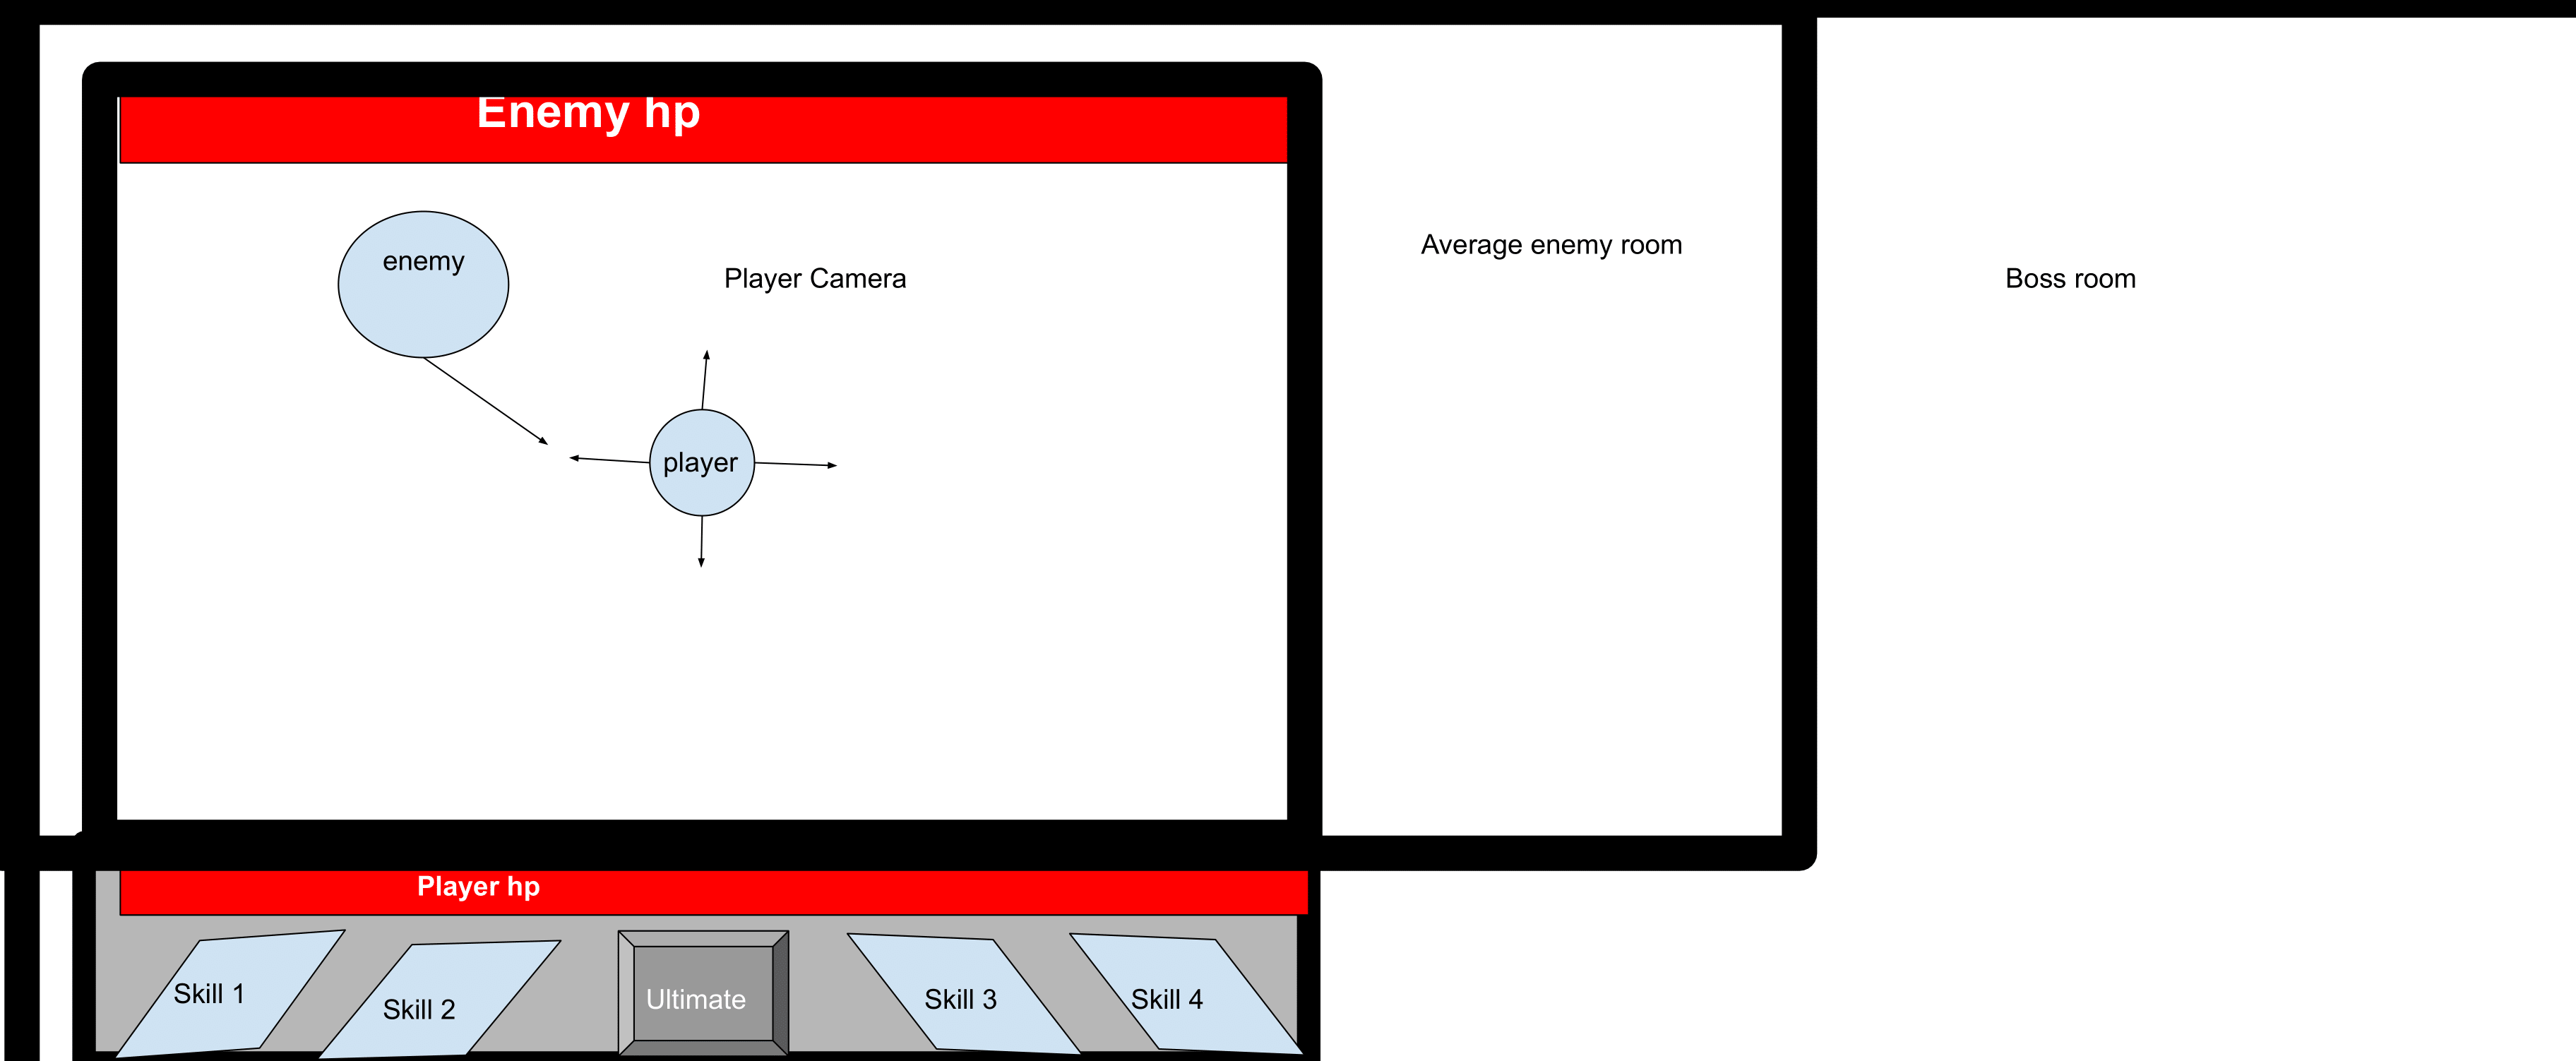 Enemy hp
enemy
Player Camera
Average enemy room
Boss room
player
Player hp
Skill 1
Skill 2
Ultimate
Skill 3
Skill 4